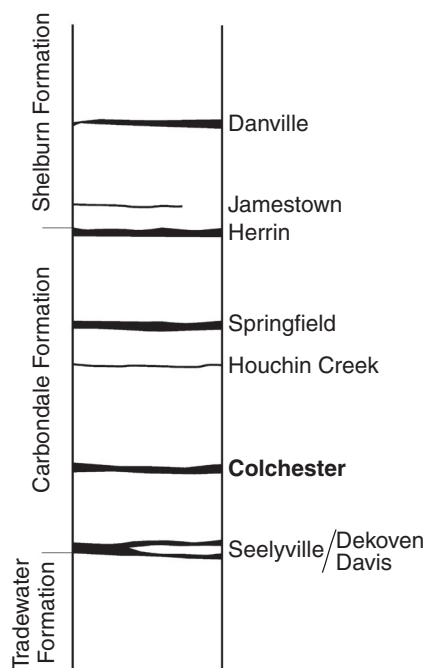 Shelburn Formation
Danville
Jamestown
Herrin
Carbondale Formation
Springfield
Houchin Creek
Colchester
Seelyville/Dekoven
Davis
Tradewater
Formation